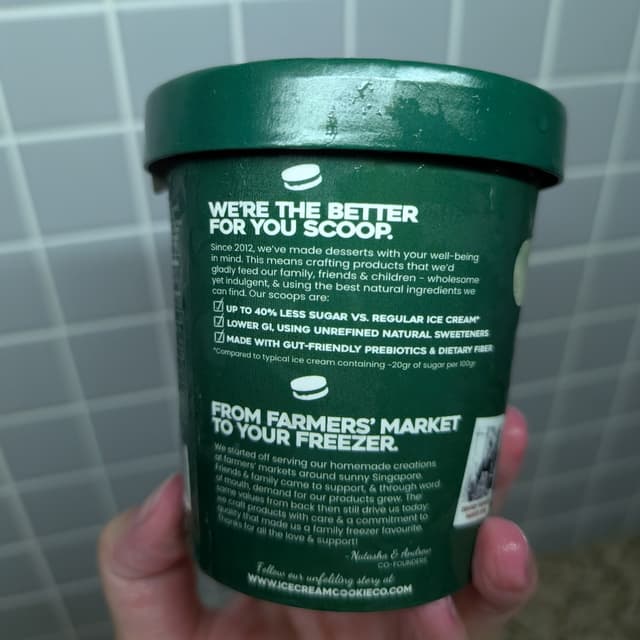 WE'RE THE BETTER
FOR YOU SCOOP.
Since 2012, we've made desserts with your well-being
in mind. This means crafting products that we'd
gladly feed our family, friends & children - wholesome
yet indulgent, & using the best natural ingredients we
can find. Our scoops are:
UP TO 40% LESS SUGAR VS. REGULAR ICE CREAM*
LOWER GI, USING UNREFINED NATURAL SWEETENERS
MADE WITH GUT-FRIENDLY PREBIOTICS & DIETARY FIBER
*Compared to typical ice cream containing ~20gr of sugar per 100gr
FROM FARMERS' MARKET
TO YOUR FREEZER.
We started off serving our homemade creations
at farmers' markets around sunny Singapore.
Friends & family came to support, & through word
of mouth, demand for our products grew. The
same values from back then still drive us today:
we craft products with care & a commitment to
quality that made us a family freezer favourite.
Thanks for all the love & support!
- Natasha & Andrew
CO-FOUNDERS
Follow our unfolding story at
WWW.ICECREAMCOOKIECO.COM